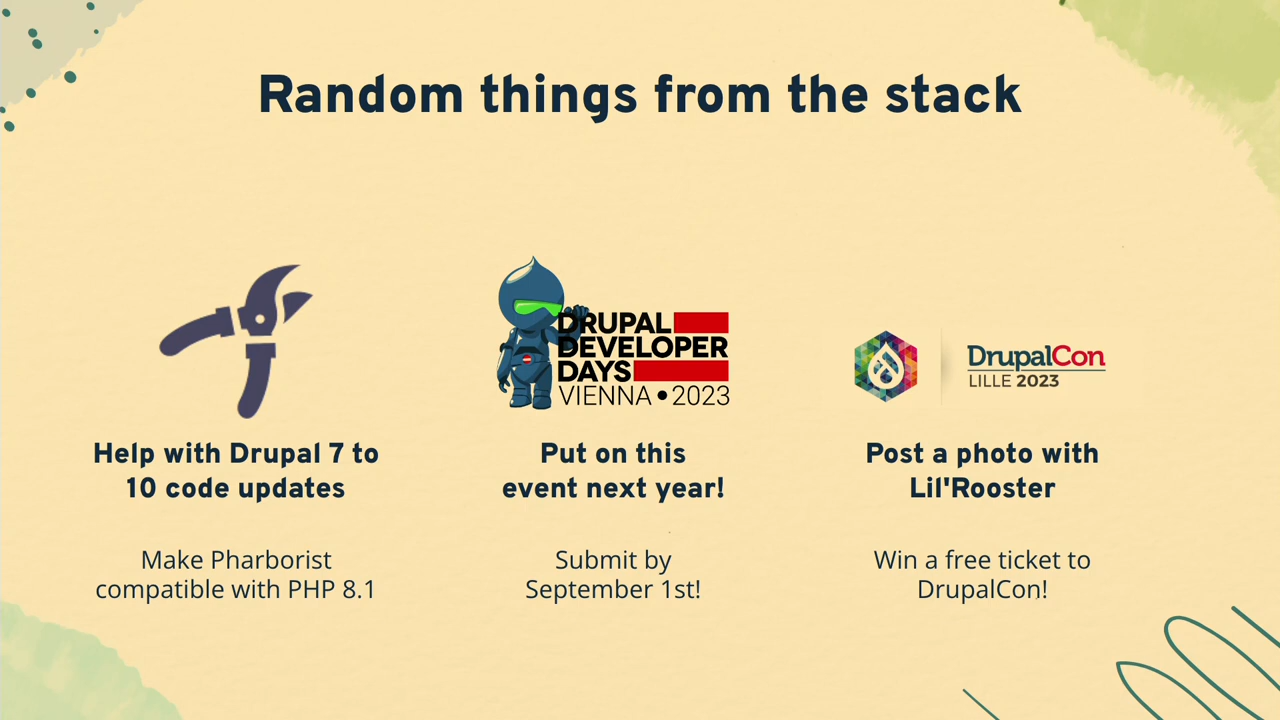 Random things from the stack
DRUPAL
DEVELOPER
DAYS
VIENNA • 2023
DrupalCon
LILLE 2023
Help with Drupal 7 to
10 code updates
Put on this
event next year!
Post a photo with
Lil'Rooster
Make Pharborist
compatible with PHP 8.1
Submit by
September 1st!
Win a free ticket to
DrupalCon!